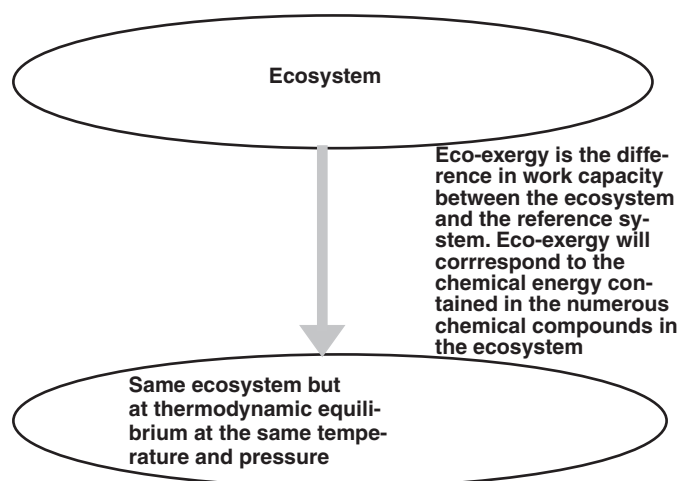 Ecosystem
Eco-exergy is the diffe-
rence in work capacity
between the ecosystem
and the reference sy-
stem. Eco-exergy will
corrrespond to the
chemical energy con-
tained in the numerous
chemical compounds in
the ecosystem
Same ecosystem but
at thermodynamic equili-
brium at the same tempe-
rature and pressure